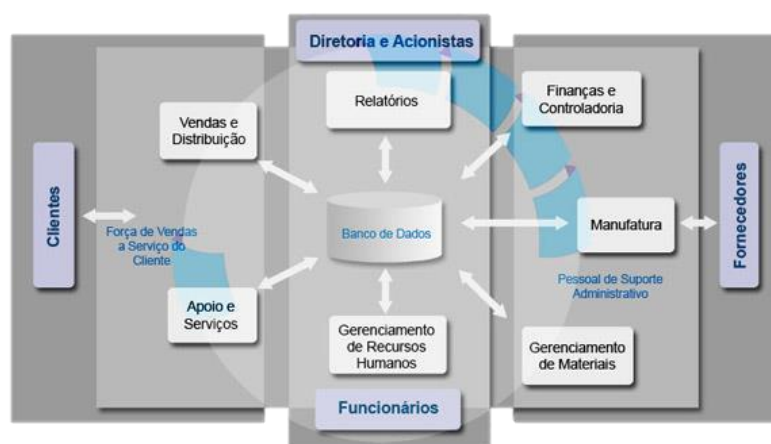 Diretoria e Acionistas
Relatórios
Finanças e
Controladoria
Vendas e
Distribuição
Clientes
Força de Vendas
a Serviço do
Cliente
Banco de Dados
Manufatura
Fornecedores
Pessoal de Suporte
Administrativo
Apoio e
Serviços
Gerenciamento
de Recursos
Humanos
Gerenciamento
de Materiais
Funcionários